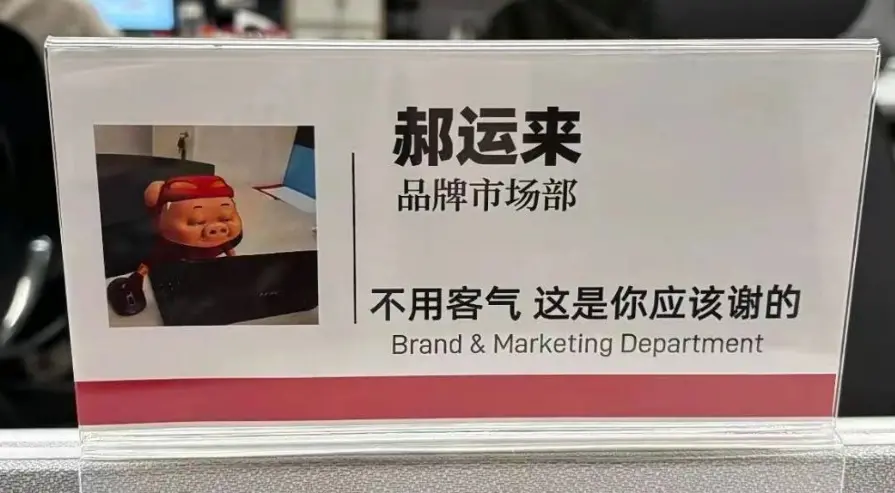 郝运来
品牌市场部
不用客气 这是你应该谢的
Brand & Marketing Department